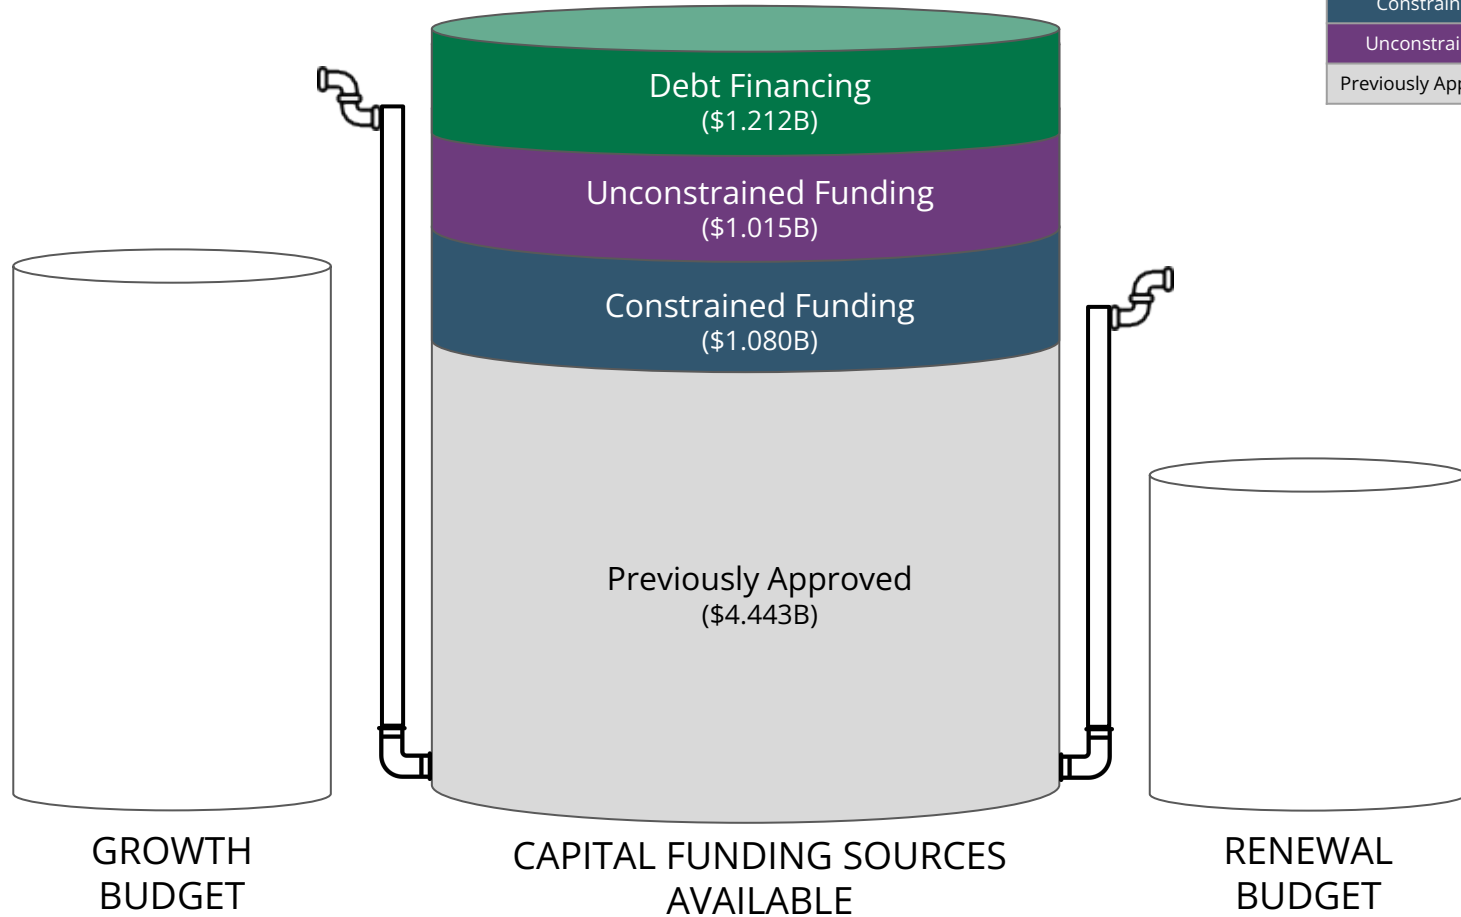 Previously App
Debt Financing
($1.212B)
Unconstrained Funding
($1.015B)
Constrained Funding
($1.080B)
Previously Approved
($4.443B)
GROWTH
BUDGET
CAPITAL FUNDING SOURCES
AVAILABLE
RENEWAL
BUDGET